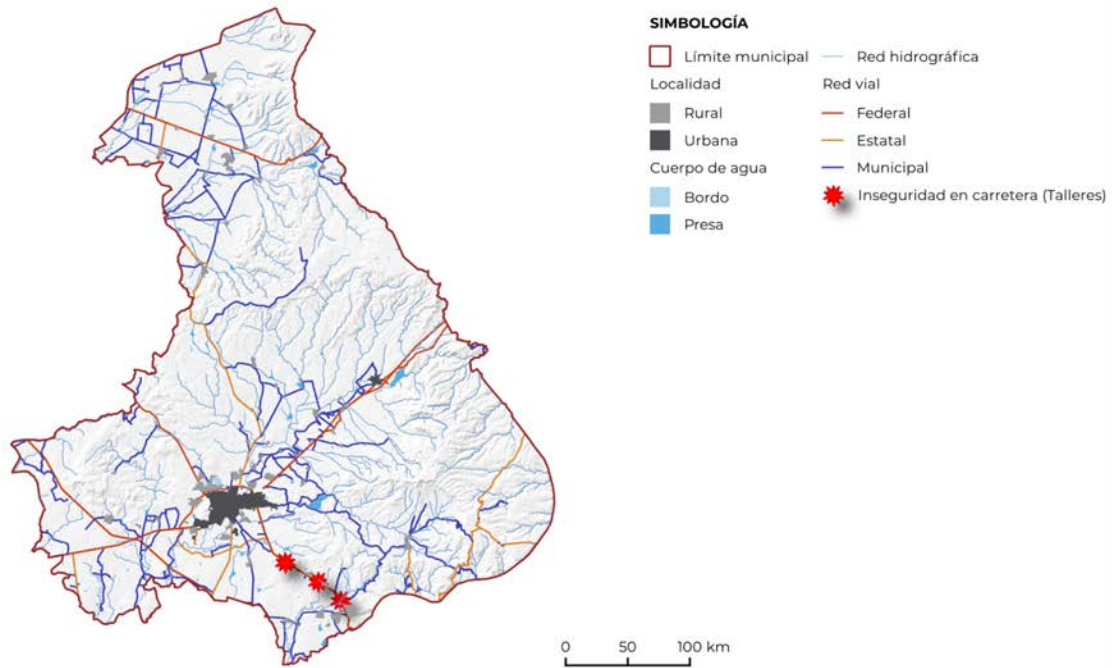 SIMBOLOGÍA
Límite municipal
Localidad
Rural
Urbana
Cuerpo de agua
Bordo
Presa
Red hidrográfica
Red vial
Federal
Estatal
Municipal
Inseguridad en carretera (Talleres)
0 50 100 km